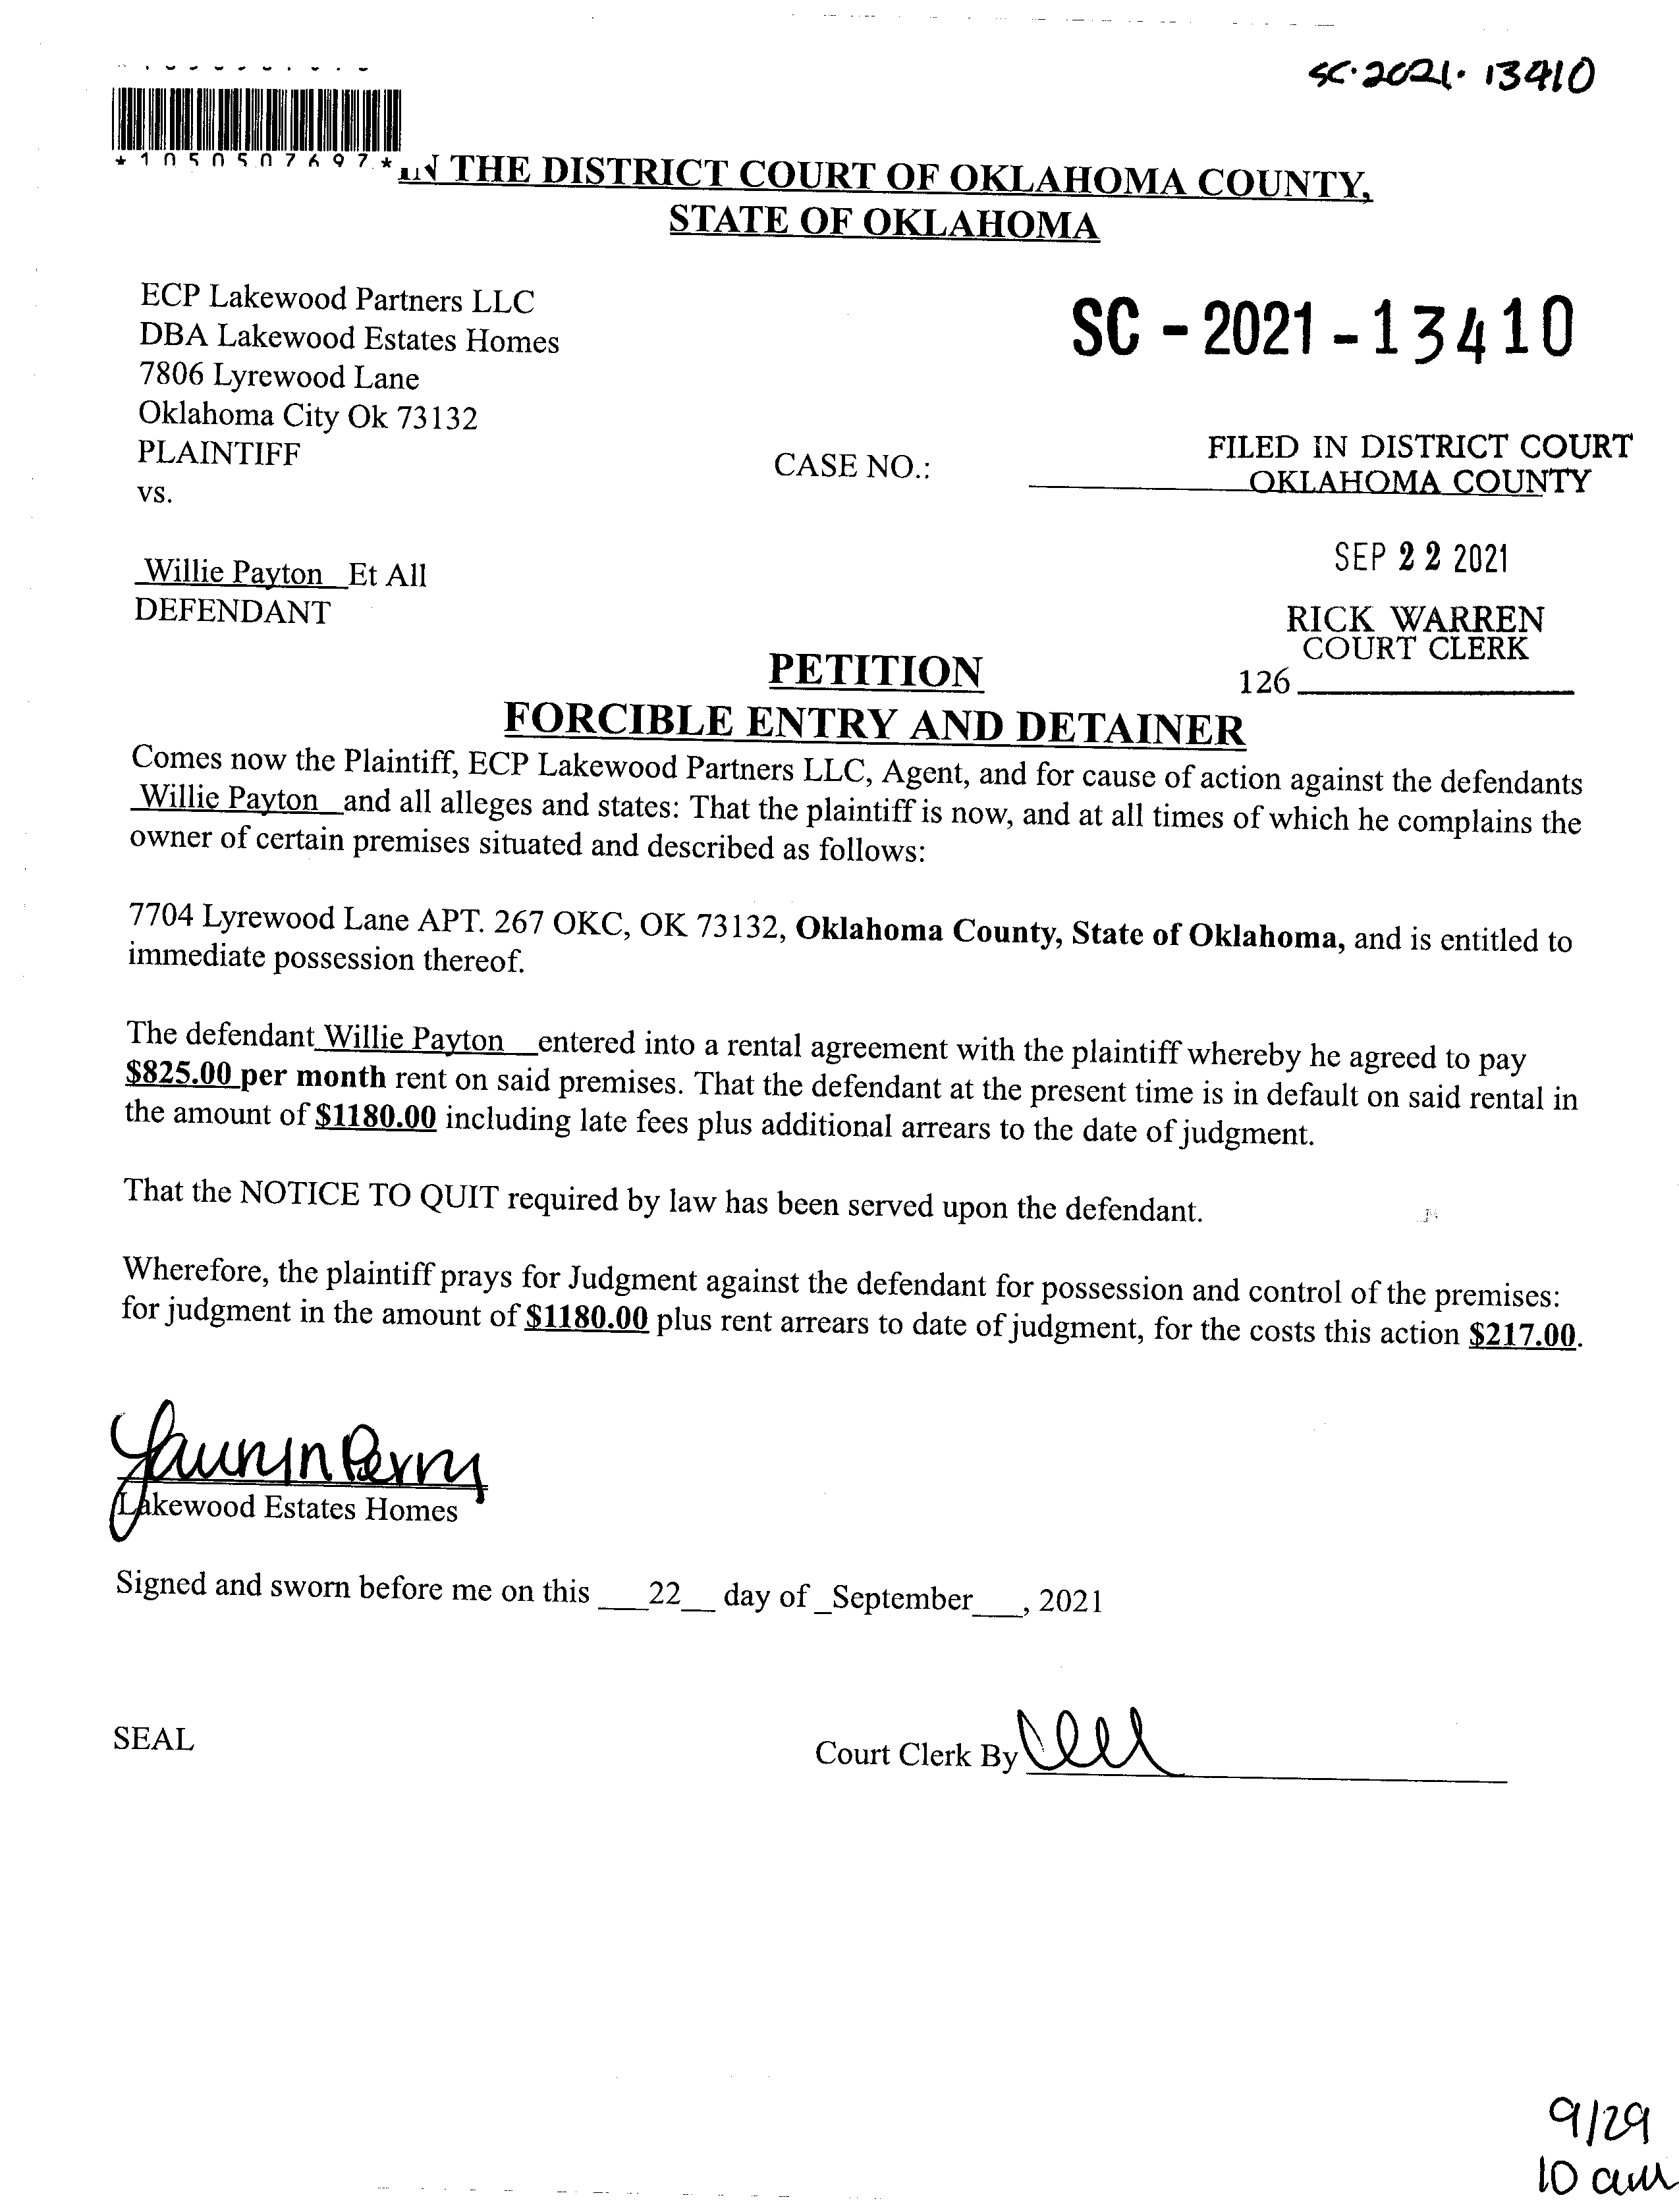 SC·2021· 13410
*1050507697*
IN THE DISTRICT COURT OF OKLAHOMA COUNTY,
STATE OF OKLAHOMA
ECP Lakewood Partners LLC
DBA Lakewood Estates Homes
7806 Lyrewood Lane
Oklahoma City Ok 73132
PLAINTIFF
vs.
SC - 2021 - 13410
CASE NO.:
FILED IN DISTRICT COURT
OKLAHOMA COUNTY
SEP 22 2021
RICK WARREN
COURT CLERK
126
Willie Payton Et All
DEFENDANT
PETITION
FORCIBLE ENTRY AND DETAINER
Comes now the Plaintiff, ECP Lakewood Partners LLC, Agent, and for cause of action against the defendants
Willie Payton and all alleges and states: That the plaintiff is now, and at all times of which he complains the
owner of certain premises situated and described as follows:
7704 Lyrewood Lane APT. 267 OKC, OK 73132, Oklahoma County, State of Oklahoma, and is entitled to
immediate possession thereof.
The defendant Willie Payton entered into a rental agreement with the plaintiff whereby he agreed to pay
$825.00 per month rent on said premises. That the defendant at the present time is in default on said rental in
the amount of $1180.00 including late fees plus additional arrears to the date of judgment.
That the NOTICE TO QUIT required by law has been served upon the defendant.
Wherefore, the plaintiff prays for Judgment against the defendant for possession and control of the premises:
for judgment in the amount of $1180.00 plus rent arrears to date of judgment, for the costs this action $217.00.
Perry
Lakewood Estates Homes
Signed and sworn before me on this ___22__ day of _September___, 2021
SEAL
Court Clerk By
9/29
10 am